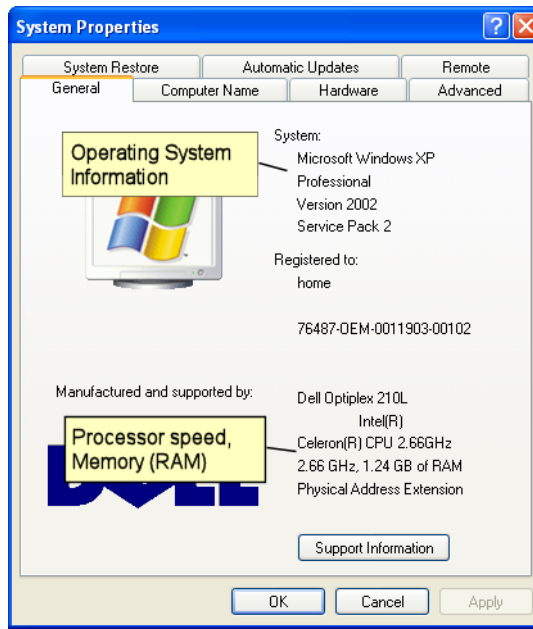 System Properties
System Restore
Automatic Updates
Remote
General
Computer Name
Hardware
Advanced
Operating System
Information
System:
Microsoft Windows XP
Professional
Version 2002
Service Pack 2
Registered to:
home
76487-OEM-0011903-00102
Manufactured and supported by:
Dell Optiplex 210L
Intel(R)
Celeron(R) CPU 2.66GHz
2.66 GHz, 1.24 GB of RAM
Physical Address Extension
Processor speed,
Memory (RAM)
Support Information
OK
Cancel
Apply